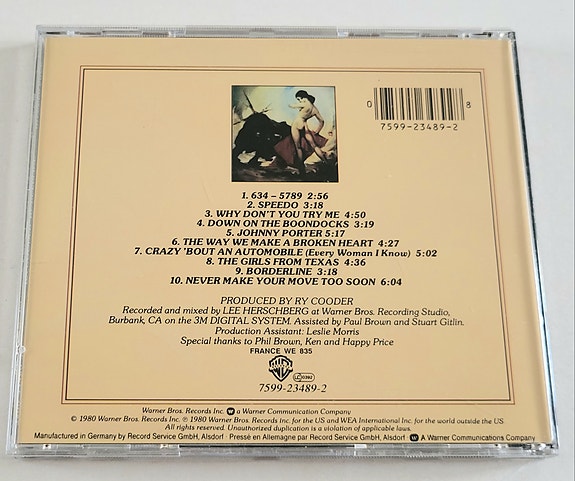 0 8
7599-23489-2
1. 634 – 5789 2:56
2. SPEEDO 3:18
3. WHY DON'T YOU TRY ME 4:50
4. DOWN ON THE BOONDOCKS 3:19
5. JOHNNY PORTER 5:17
6. THE WAY WE MAKE A BROKEN HEART 4:27
7. CRAZY 'BOUT AN AUTOMOBILE (Every Woman I Know) 5:02
8. THE GIRLS FROM TEXAS 4:36
9. BORDERLINE 3:18
10. NEVER MAKE YOUR MOVE TOO SOON 6:04
PRODUCED BY RY COODER
Recorded and mixed by LEE HERSCHBERG at Warner Bros. Recording Studio,
Burbank, CA on the 3M DIGITAL SYSTEM. Assisted by Paul Brown and Stuart Gitlin.
Production Assistant: Leslie Morris
Special thanks to Phil Brown, Ken and Happy Price
FRANCE WE 835
LC 0392
7599-23489-2
Warner Bros. Records Inc. a Warner Communication Company
© 1980 Warner Bros. Records Inc. ℗ 1980 Warner Bros. Records Inc. for the US and WEA International Inc. for the world outside the US.
All rights reserved. Unauthorized duplication is a violation of applicable laws.
Manufactured in Germany by Record Service GmbH, Alsdorf · Pressé en Allemagne par Record Service GmbH, Alsdorf · A Warner Communications Company